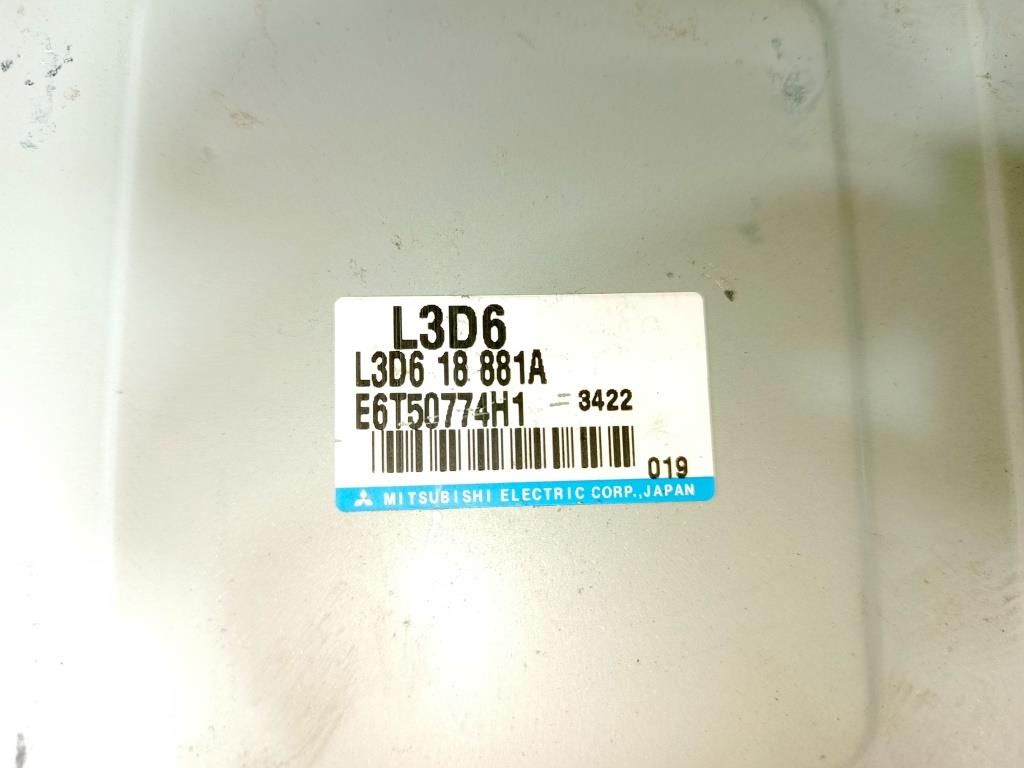 L3D6
L3D6 18 881A
E6T50774H1 = 3422
019
MITSUBISHI ELECTRIC CORP., JAPAN